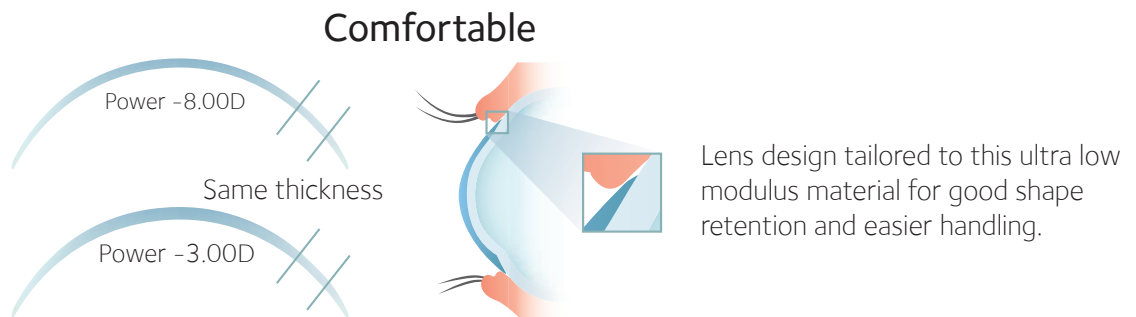 Comfortable
Power -8.00D
Same thickness
Power -3.00D
Lens design tailored to this ultra low
modulus material for good shape
retention and easier handling.